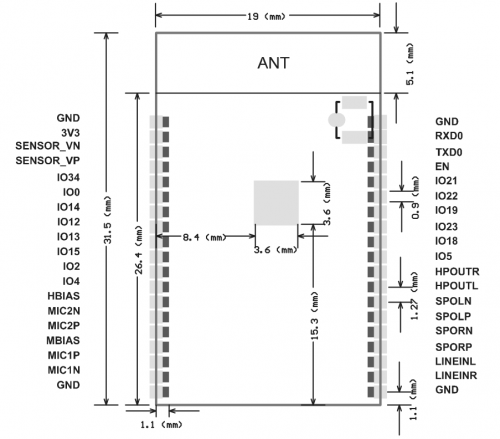 19 (mm)
ANT
5.1 (mm)
31.5 (mm)
26.4 (mm)
GND
3V3
SENSOR_VN
SENSOR_VP
IO34
IO0
IO14
IO12
IO13
IO15
IO2
IO4
HBIAS
MIC2N
MIC2P
MBIAS
MIC1P
MIC1N
GND
3.6 (mm)
8.4 (mm)
3.6 (mm)
15.3 (mm)
GND
RXD0
TXD0
EN
IO21
IO22
IO19
IO23
IO18
IO5
HPOUTR
HPOUTL
SPOLN
SPOLP
SPORN
SPORP
LINEINL
LINEINR
GND
0.9 (mm)
1.27 (mm)
1.1 (mm)
1.1 (mm)